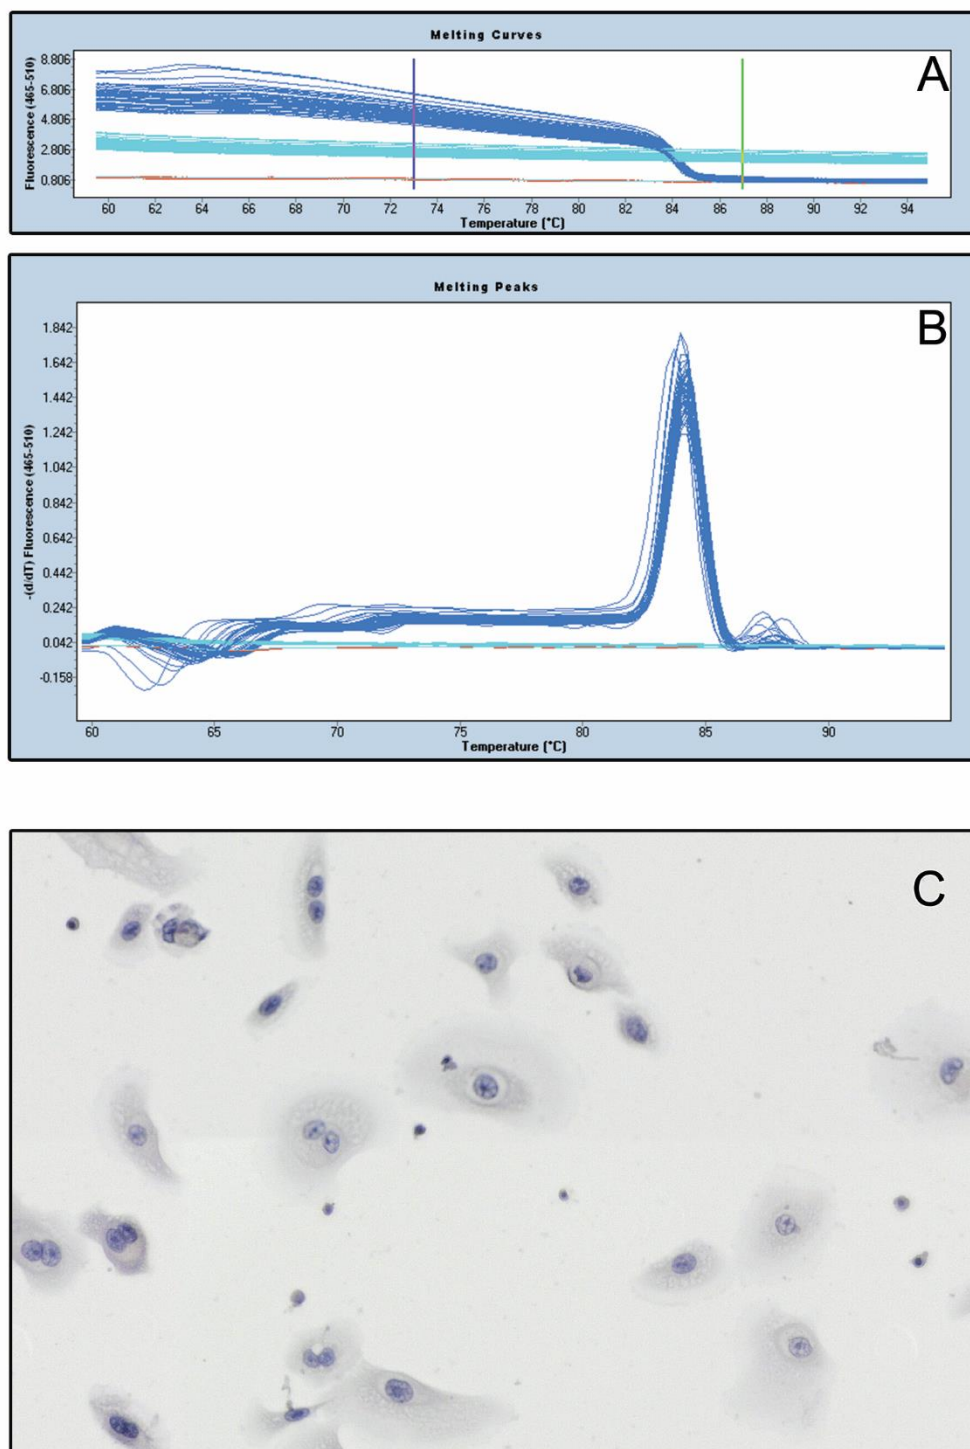 Melting Curves
A
Fluorescence (465-510)
8.806
6.806
4.806
2.806
0.806
60 62 64 66 68 70 72 74 76 78 80 82 84 86 88 90 92 94
Temperature (°C)
Melting Peaks
B
-(d/dT) Fluorescence (465-510)
1.842
1.642
1.442
1.242
1.042
0.842
0.642
0.442
0.242
0.042
-0.158
60 65 70 75 80 85 90
Temperature (°C)
C